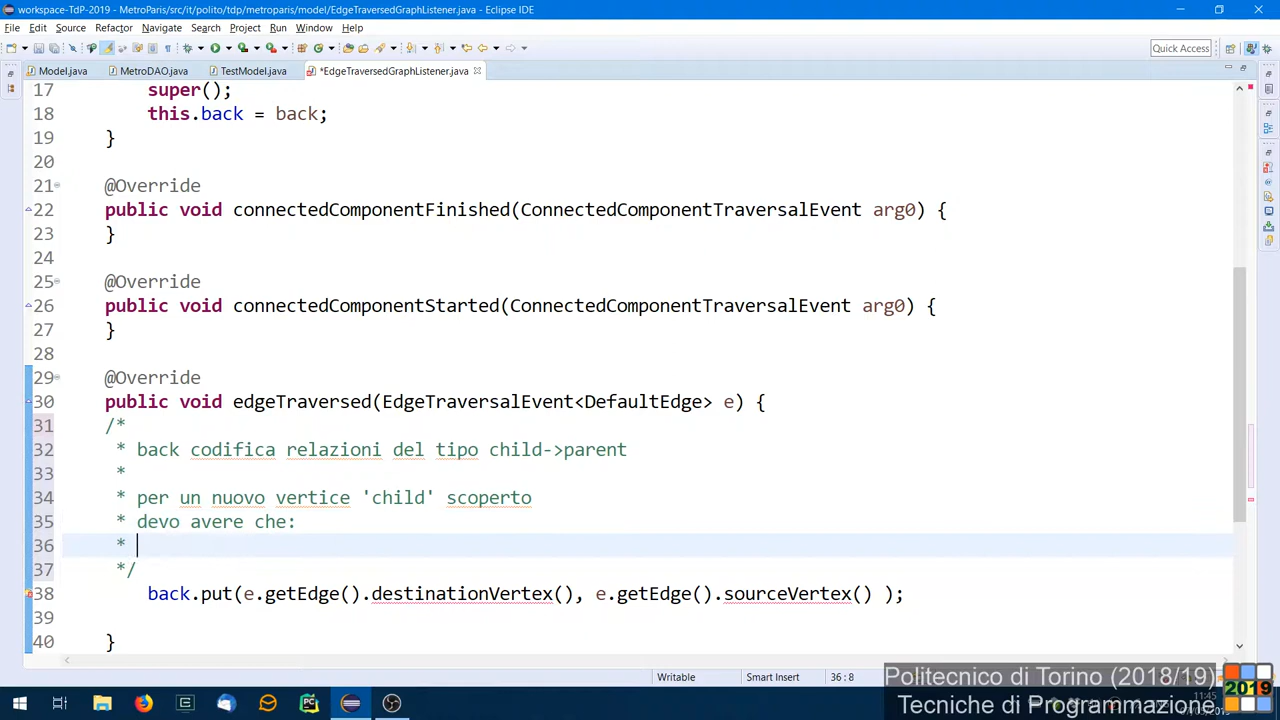 workspace-TdP-2019 - MetroParis/src/it/polito/tdp/metroparis/model/EdgeTraversedGraphListener.java - Eclipse IDE
File Edit Source Refactor Navigate Search Project Run Window Help
Quick Access
Model.java MetroDAO.java TestModel.java *EdgeTraversedGraphListener.java
17 super();
18 this.back = back;
19 }
20
21 @Override
22 public void connectedComponentFinished(ConnectedComponentTraversalEvent arg0) {
23 }
24
25 @Override
26 public void connectedComponentStarted(ConnectedComponentTraversalEvent arg0) {
27 }
28
29 @Override
30 public void edgeTraversed(EdgeTraversalEvent<DefaultEdge> e) {
31 /*
32 * back codifica relazioni del tipo child->parent
33 *
34 * per un nuovo vertice 'child' scoperto
35 * devo avere che:
36 *
37 */
38 back.put(e.getEdge().destinationVertex(), e.getEdge().sourceVertex() );
39
40 }
Writable Smart Insert 36 : 8
Politecnico di Torino (2018/19)
Tecniche di Programmazione
2019
11:45